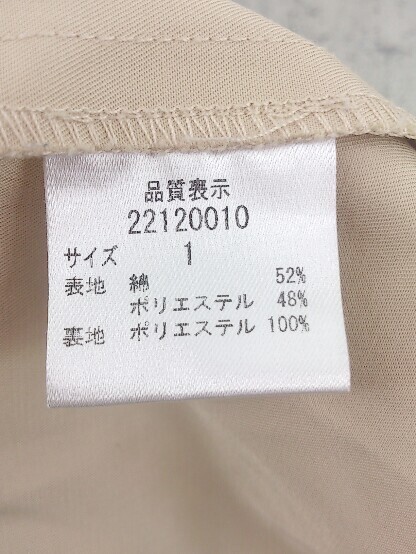 品質表示
22120010
サイズ 1
表地 綿 52%
ポリエステル 48%
裏地 ポリエステル 100%